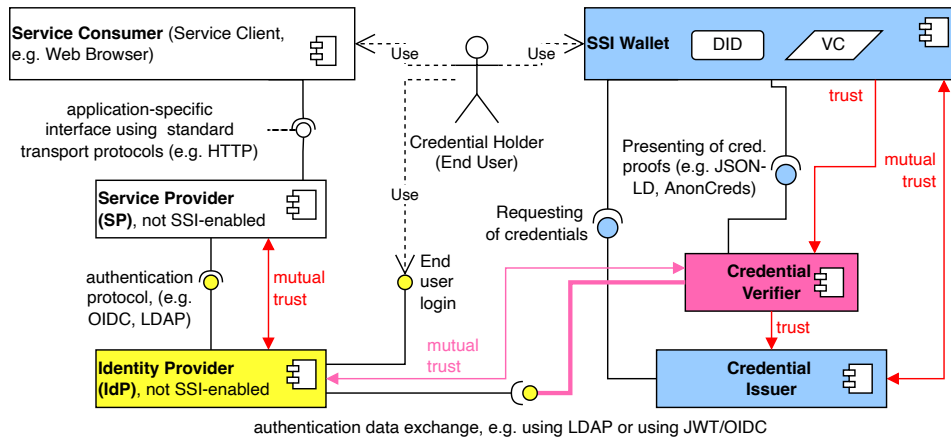 Service Consumer (Service Client,
e.g. Web Browser)
Use
Use
SSI Wallet
DID
VC
application-specific
interface using standard
transport protocols (e.g. HTTP)
Credential Holder
(End User)
trust
Presenting of cred.
proofs (e.g. JSON-
LD, AnonCreds)
mutual
trust
Service Provider
(SP), not SSI-enabled
Use
Requesting
of credentials
authentication
protocol, (e.g.
OIDC, LDAP)
mutual
trust
End
user
login
Credential
Verifier
mutual
trust
trust
Identity Provider
(IdP), not SSI-enabled
Credential
Issuer
authentication data exchange, e.g. using LDAP or using JWT/OIDC